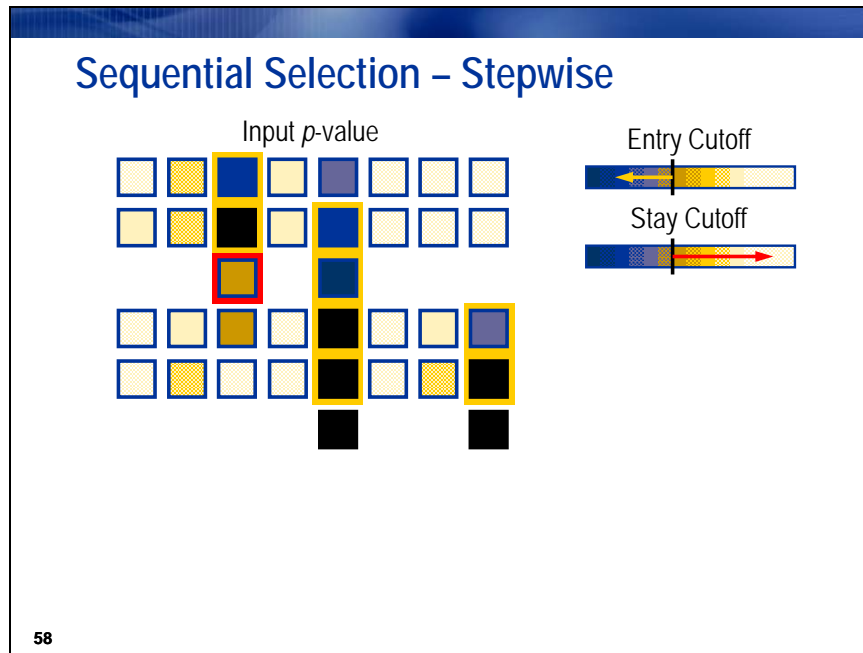 Sequential Selection – Stepwise
Input p-value
Entry Cutoff
Stay Cutoff
58